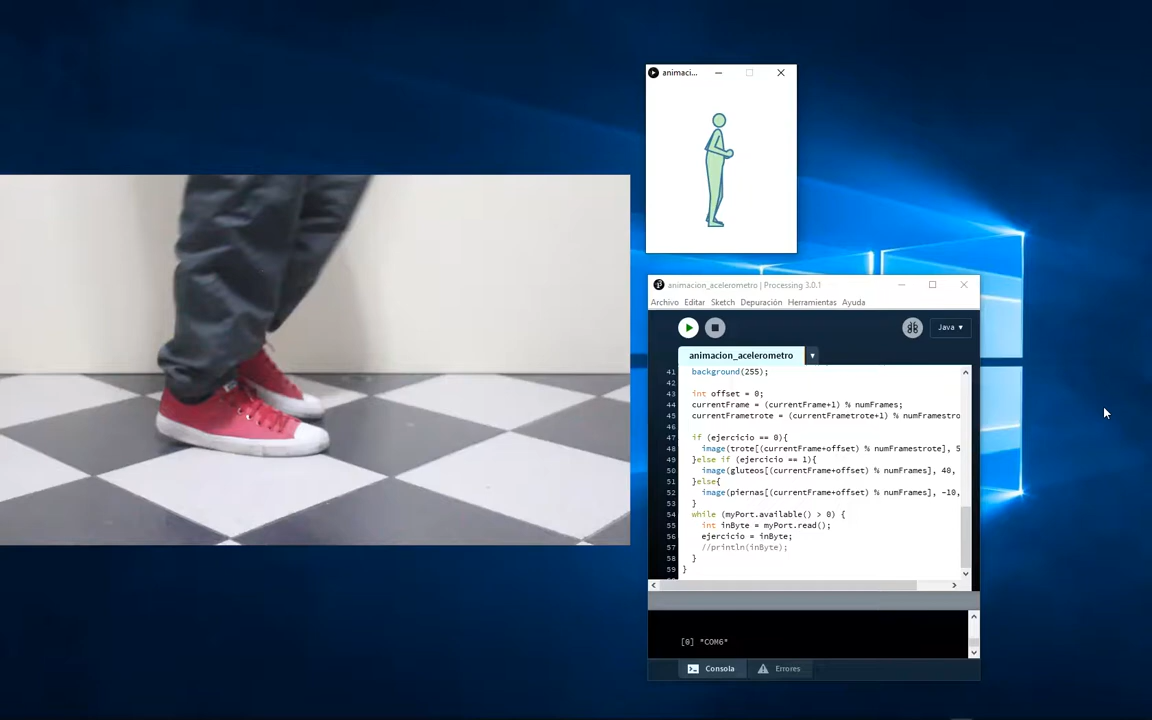 animaci...
animacion_acelerometro | Processing 3.0.1
Archivo Editar Sketch Depuración Herramientas Ayuda
Java ▾
animacion_acelerometro
41 background(255);
42
43 int offset = 0;
44 currentFrame = (currentFrame+1) % numFrames;
45 currentFrametrote = (currentFrametrote+1) % numFramestro
46
47 if (ejercicio == 0){
48 image(trote[(currentFrame+offset) % numFramestrote], 5
49 }else if (ejercicio == 1){
50 image(gluteos[(currentFrame+offset) % numFrames], 40,
51 }else{
52 image(piernas[(currentFrame+offset) % numFrames], -10,
53 }
54 while (myPort.available() > 0) {
55 int inByte = myPort.read();
56 ejercicio = inByte;
57 //println(inByte);
58 }
59 }
[0] "COM6"
Consola Errores